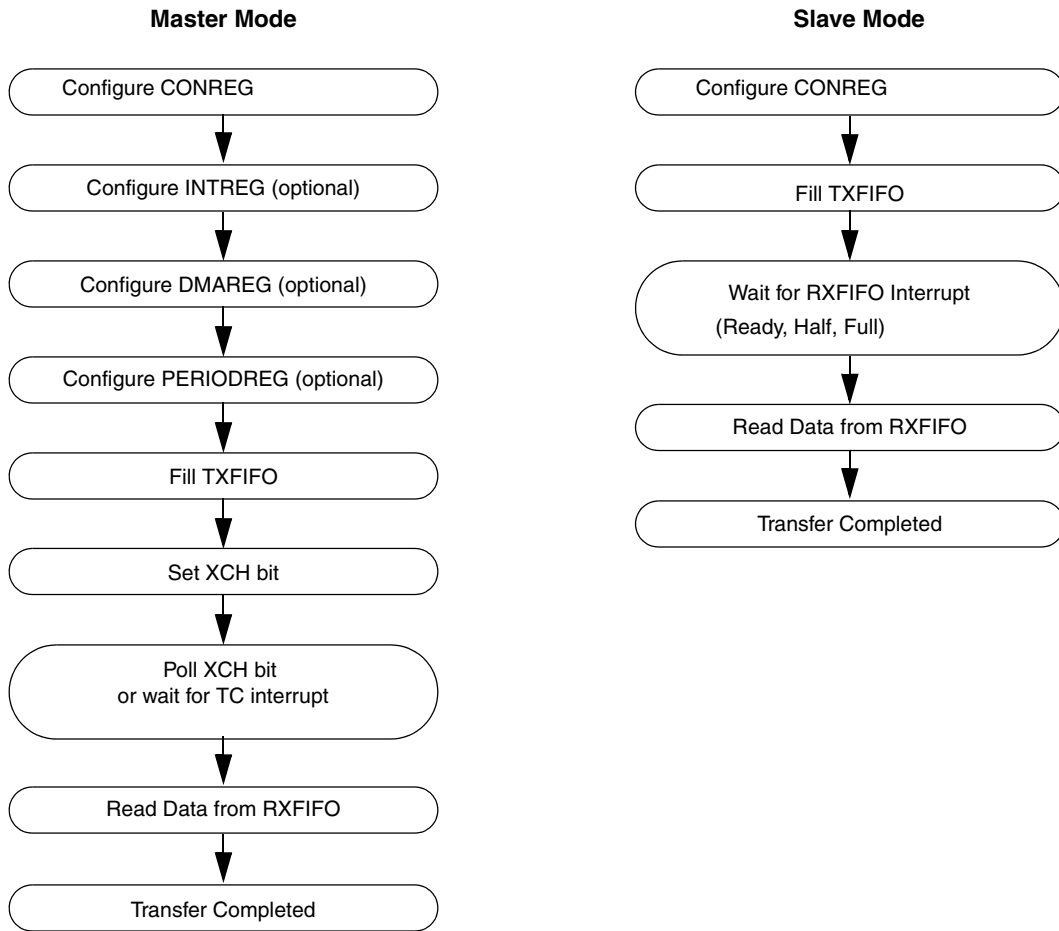 Master Mode
Configure CONREG
Configure INTREG (optional)
Configure DMAREG (optional)
Configure PERIODREG (optional)
Fill TXFIFO
Set XCH bit
Poll XCH bit
or wait for TC interrupt
Read Data from RXFIFO
Transfer Completed
Slave Mode
Configure CONREG
Fill TXFIFO
Wait for RXFIFO Interrupt
(Ready, Half, Full)
Read Data from RXFIFO
Transfer Completed